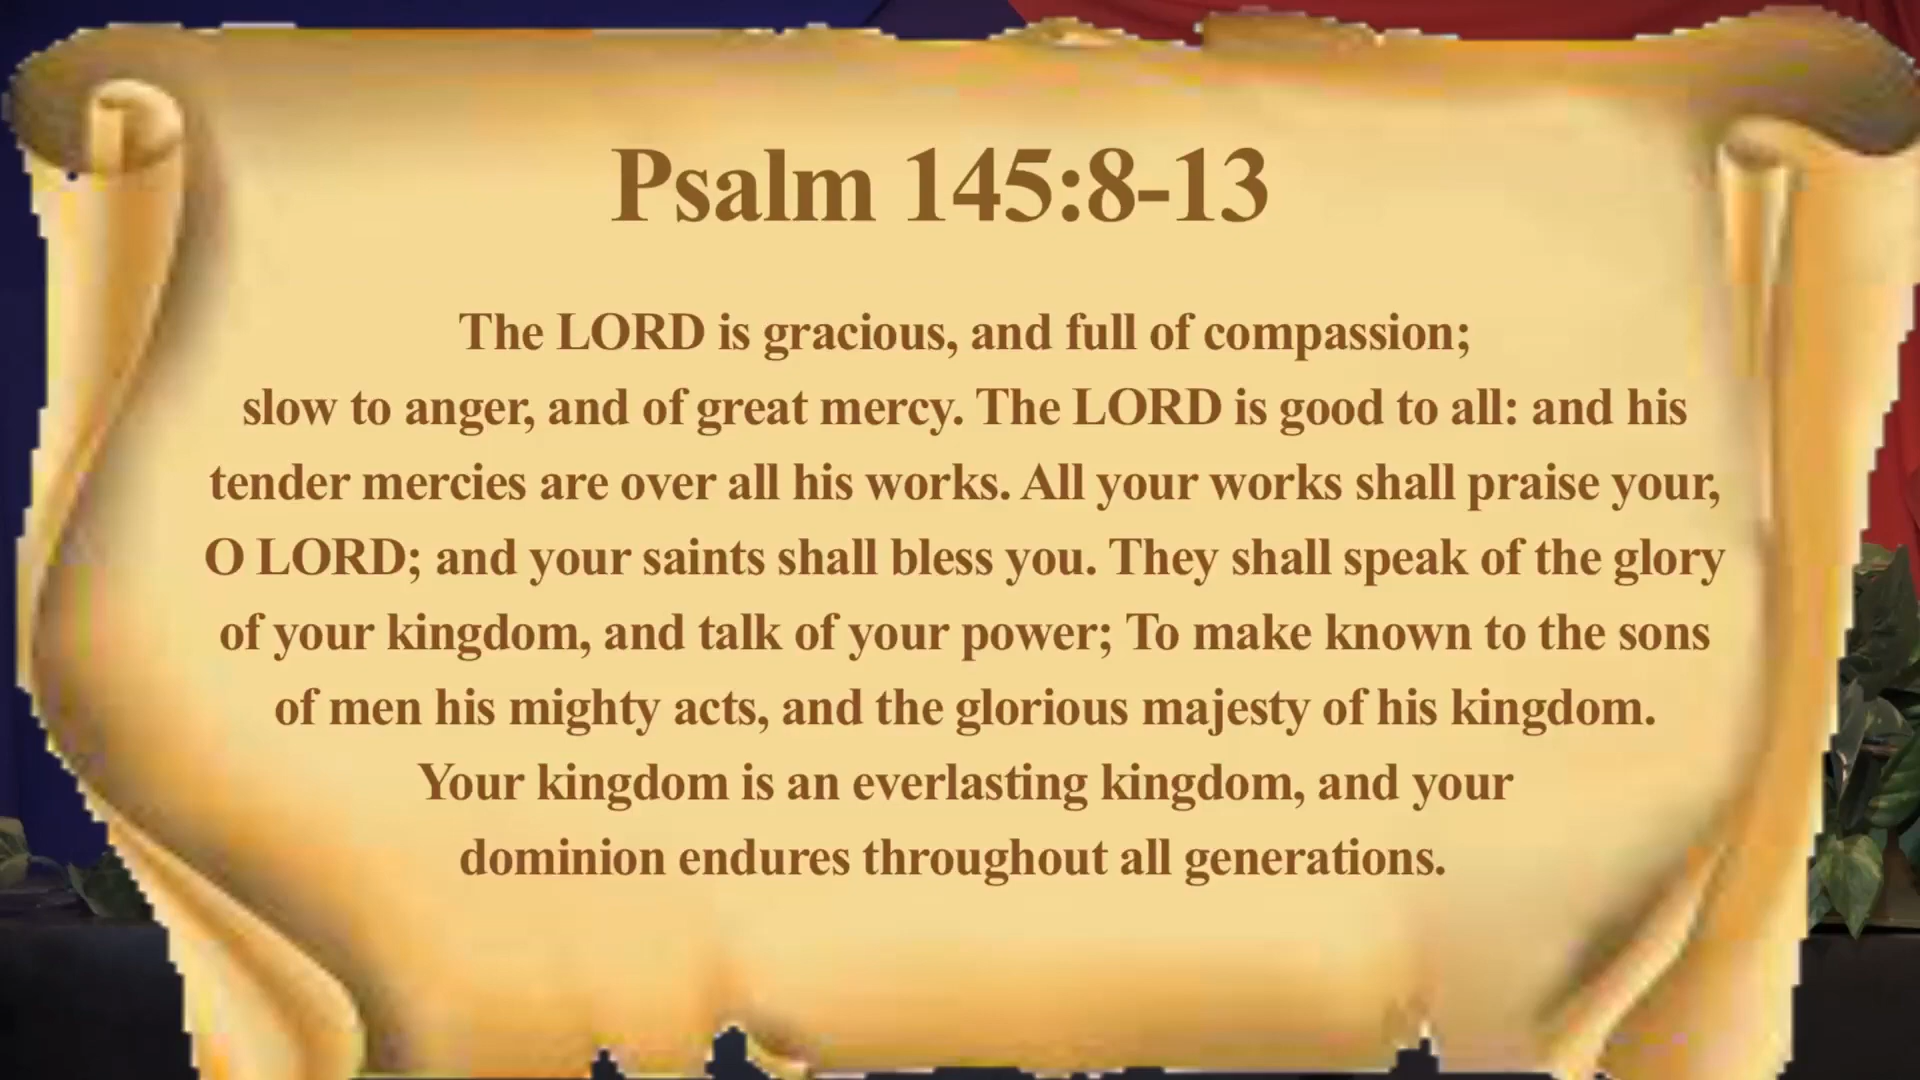 Psalm 145:8-13
The LORD is gracious, and full of compassion;
slow to anger, and of great mercy. The LORD is good to all: and his
tender mercies are over all his works. All your works shall praise your,
O LORD; and your saints shall bless you. They shall speak of the glory
of your kingdom, and talk of your power; To make known to the sons
of men his mighty acts, and the glorious majesty of his kingdom.
Your kingdom is an everlasting kingdom, and your
dominion endures throughout all generations.